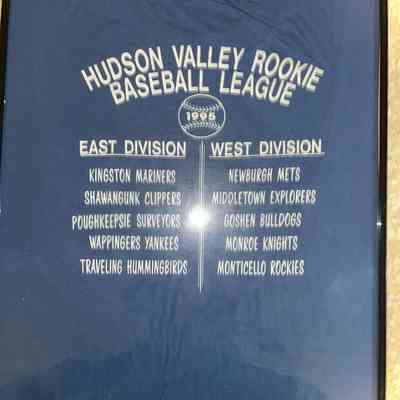 HUDSON VALLEY ROOKIE
BASEBALL LEAGUE
1995
EAST DIVISION
KINGSTON MARINERS
SHAWANGUNK CLIPPERS
POUGHKEEPSIE SURVEYORS
WAPPINGERS YANKEES
TRAVELING HUMMINGBIRDS
WEST DIVISION
NEWBURGH METS
MIDDLETOWN EXPLORERS
GOSHEN BULLDOGS
MONROE KNIGHTS
MONTICELLO ROCKIES